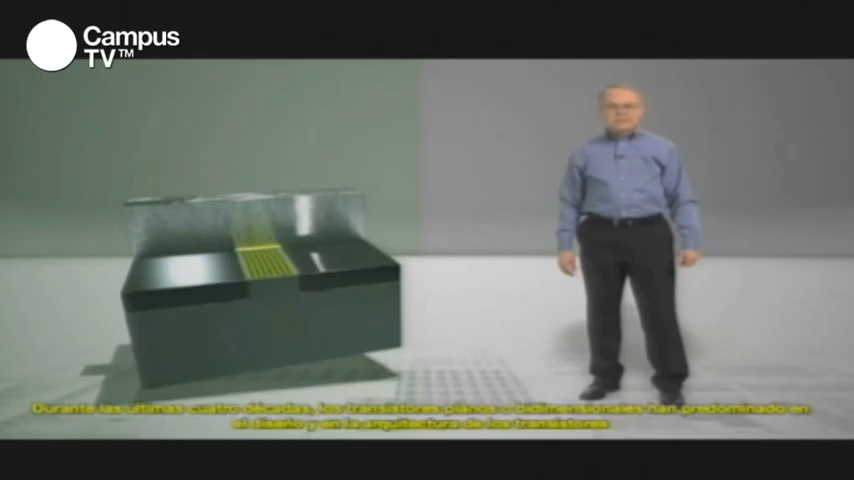 Campus
TV™
Durante las ultimas cuatro décadas, los transistores planos o bidimensionales han predominado en
el diseño y en la arquitectura de los transistores